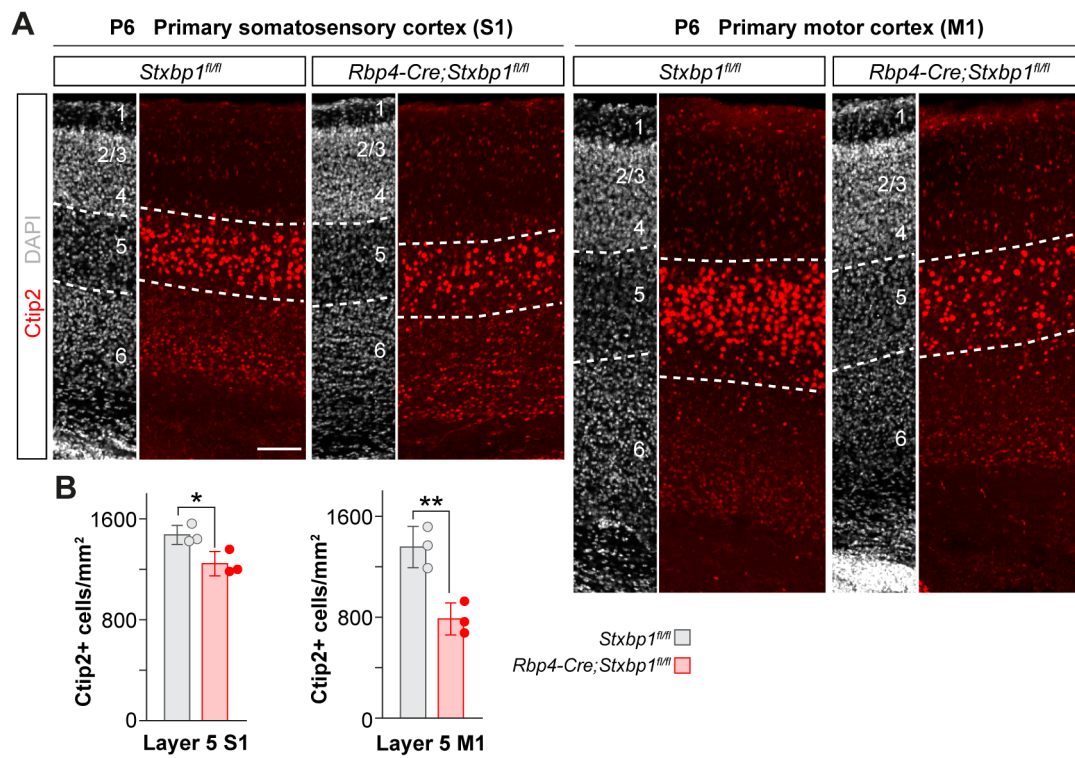 A
P6 Primary somatosensory cortex (S1)
P6 Primary motor cortex (M1)
Stxbp1fl/fl
Rbp4-Cre;Stxbp1fl/fl
Stxbp1fl/fl
Rbp4-Cre;Stxbp1fl/fl
Ctip2 DAPI
1
2/3
4
5
6
1
2/3
4
5
6
1
2/3
4
5
6
1
2/3
4
5
6
B
*
1600
800
0
Ctip2+ cells/mm²
Layer 5 S1
**
1600
800
0
Ctip2+ cells/mm²
Layer 5 M1
Stxbp1fl/fl
Rbp4-Cre;Stxbp1fl/fl